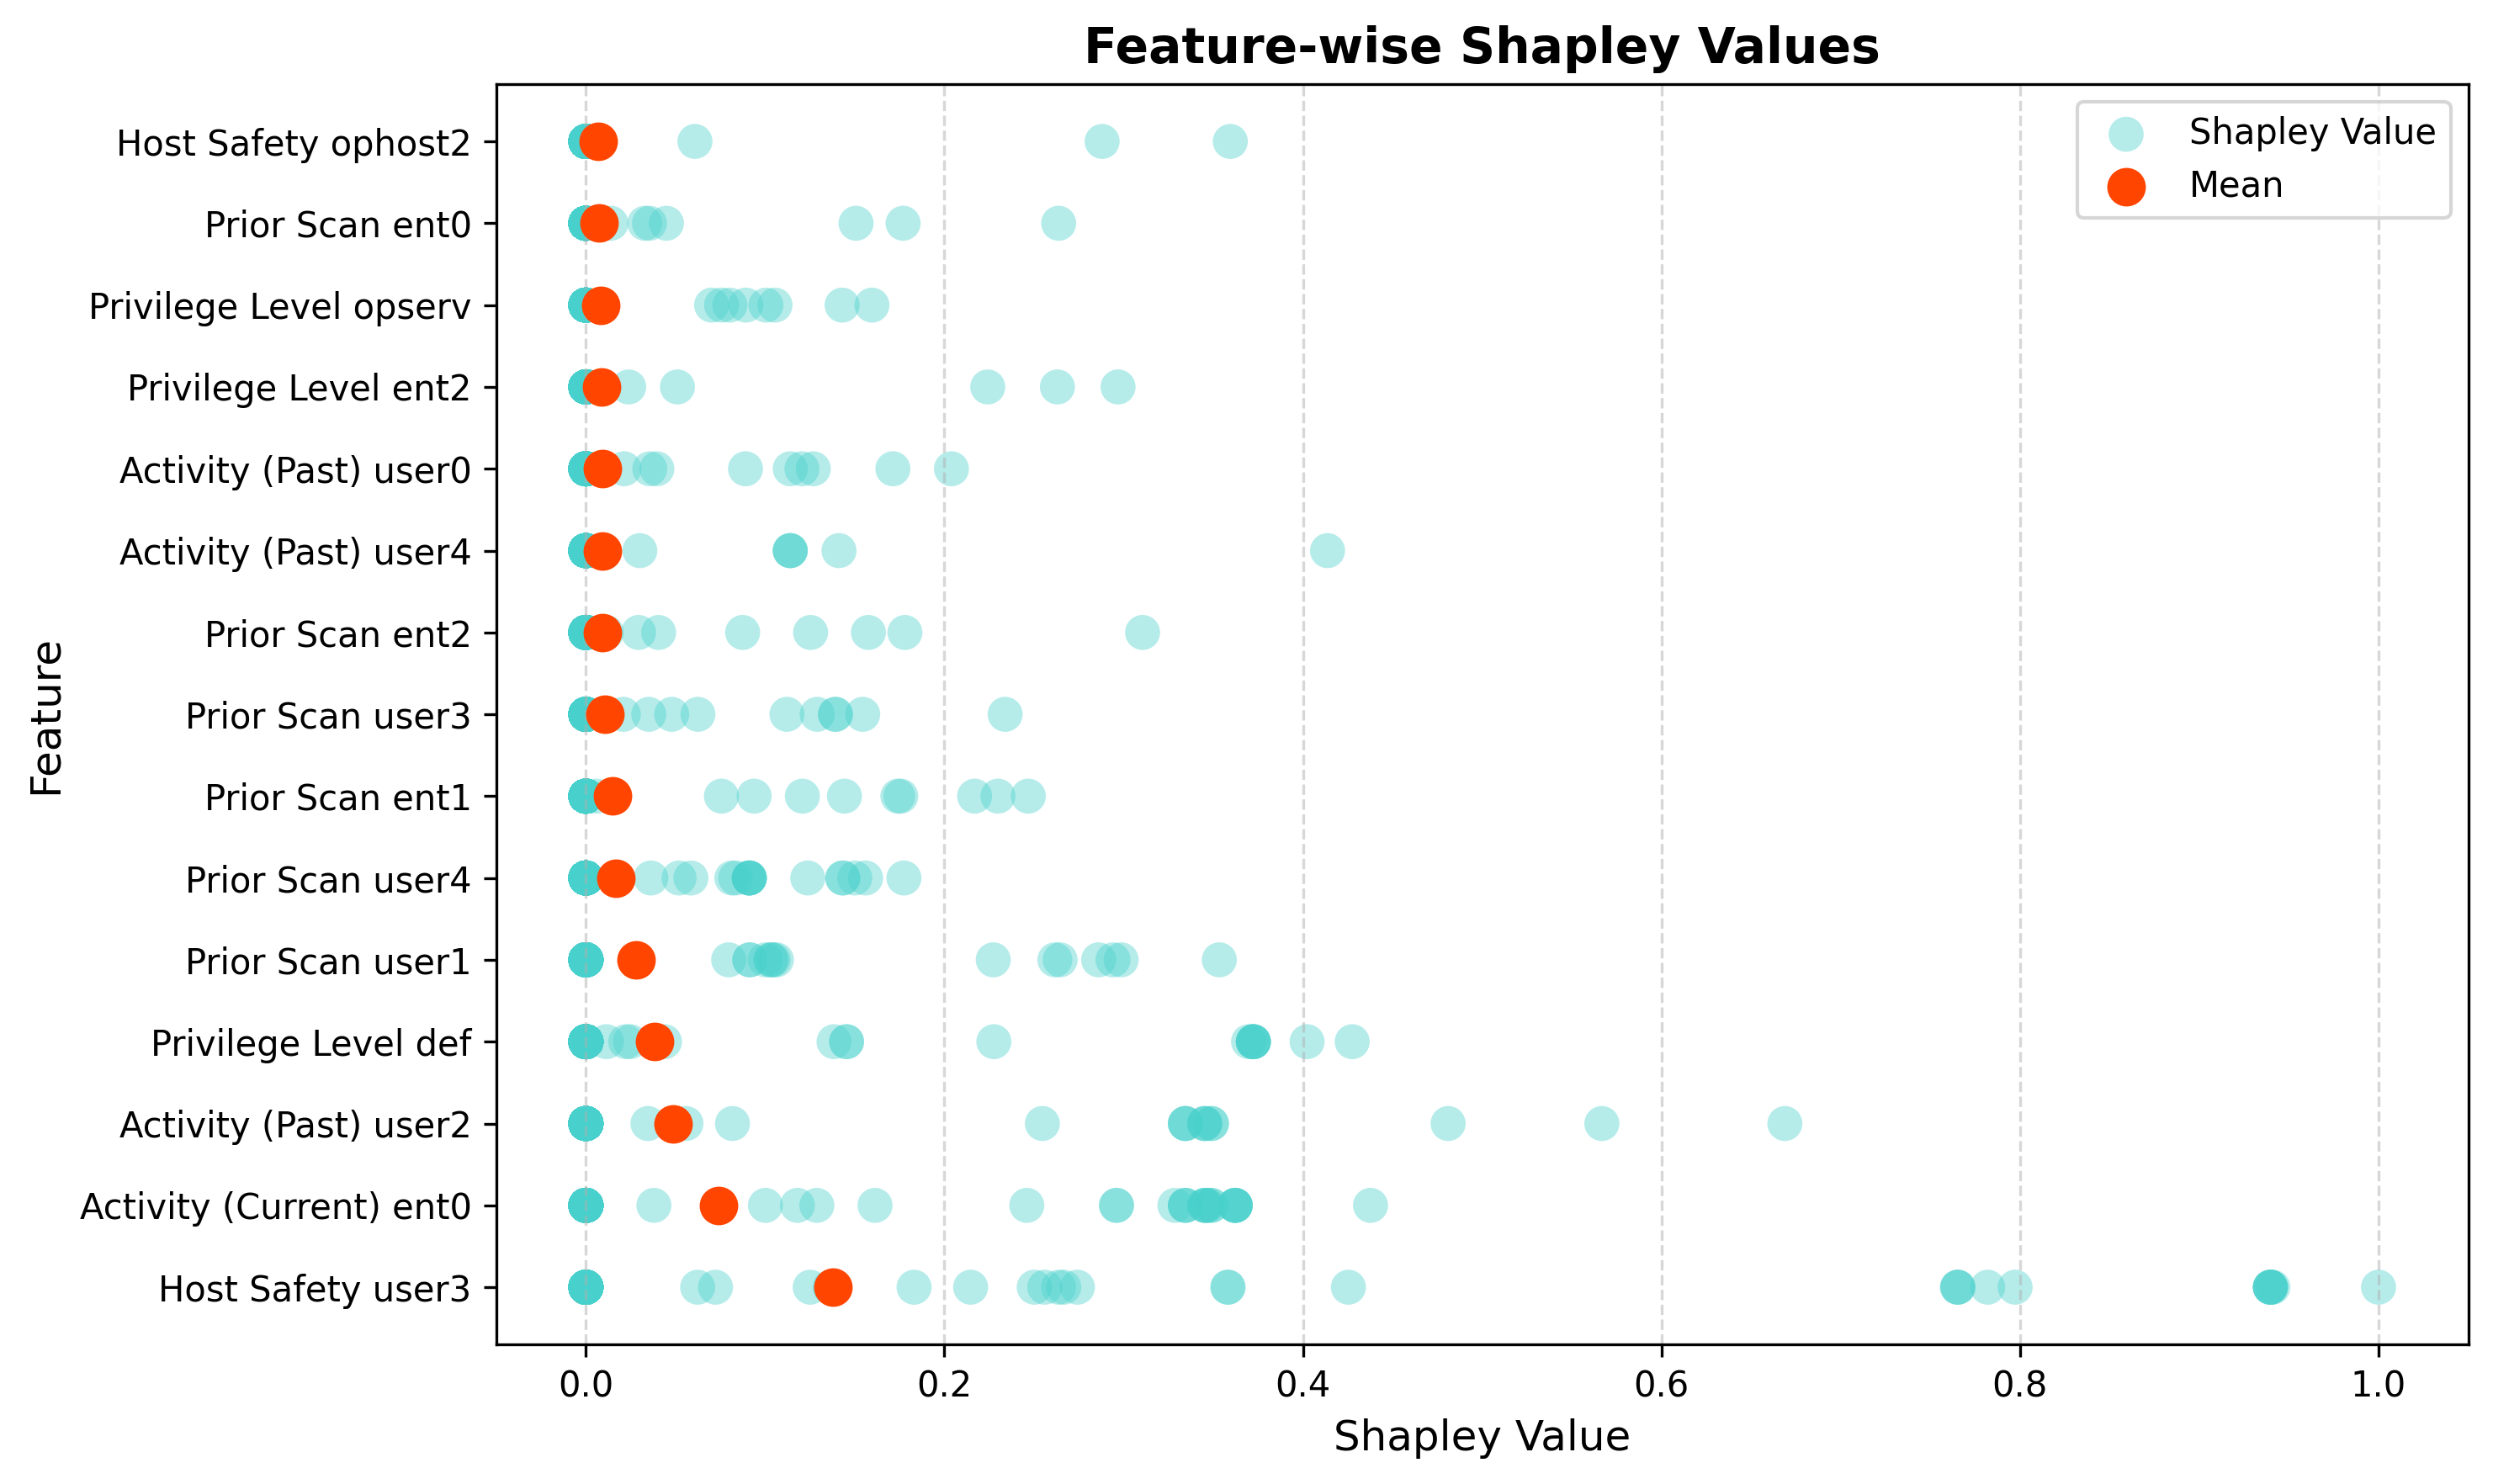 Feature-wise Shapley Values
Shapley Value
Mean
Feature
Host Safety ophost2
Prior Scan ent0
Privilege Level opserv
Privilege Level ent2
Activity (Past) user0
Activity (Past) user4
Prior Scan ent2
Prior Scan user3
Prior Scan ent1
Prior Scan user4
Prior Scan user1
Privilege Level def
Activity (Past) user2
Activity (Current) ent0
Host Safety user3
0.0 0.2 0.4 0.6 0.8 1.0
Shapley Value